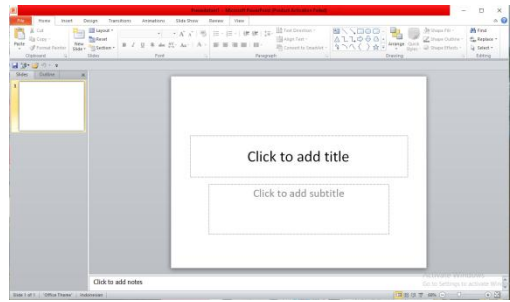 Presentation1 - Microsoft PowerPoint (Product Activation Failed)
File Home Insert Design Transitions Animations Slide Show Review View
Paste
Cut
Copy
Format Painter
Clipboard
New Slide
Layout
Reset
Section
Slides
Font
Text Direction
Align Text
Convert to SmartArt
Paragraph
Arrange
Quick Styles
Shape Fill
Shape Outline
Shape Effects
Drawing
Find
Replace
Select
Editing
Slides Outline
1
Click to add title
Click to add subtitle
Click to add notes
Activate Windows
Go to Settings to activate
Slide 1 of 1 "Office Theme" Indonesian